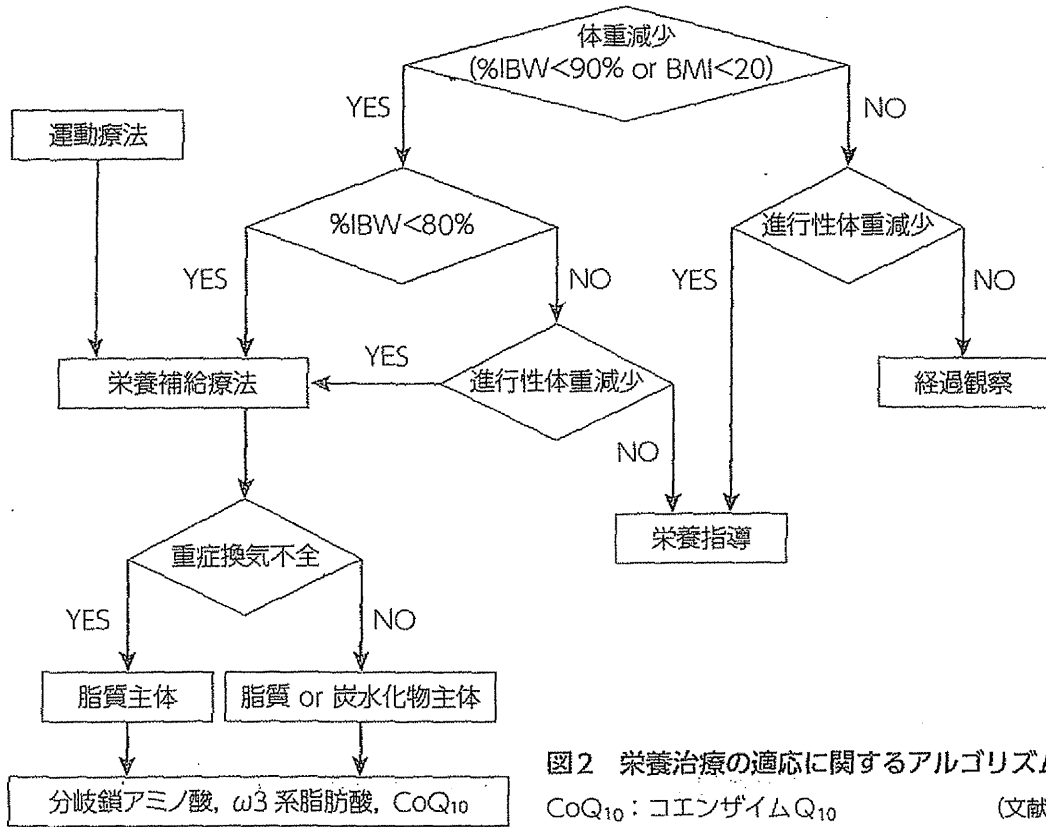 体重減少
(%IBW<90% or BMI<20)
YES
NO
運動療法
%IBW<80%
進行性体重減少
YES
NO
YES
NO
YES
栄養補給療法
進行性体重減少
経過観察
NO
重症換気不全
栄養指導
YES
NO
脂質主体
脂質 or 炭水化物主体
図2 栄養治療の適応に関するアルゴリズム
分岐鎖アミノ酸, ω3系脂肪酸, CoQ10
CoQ10：コエンザイムQ10
(文献